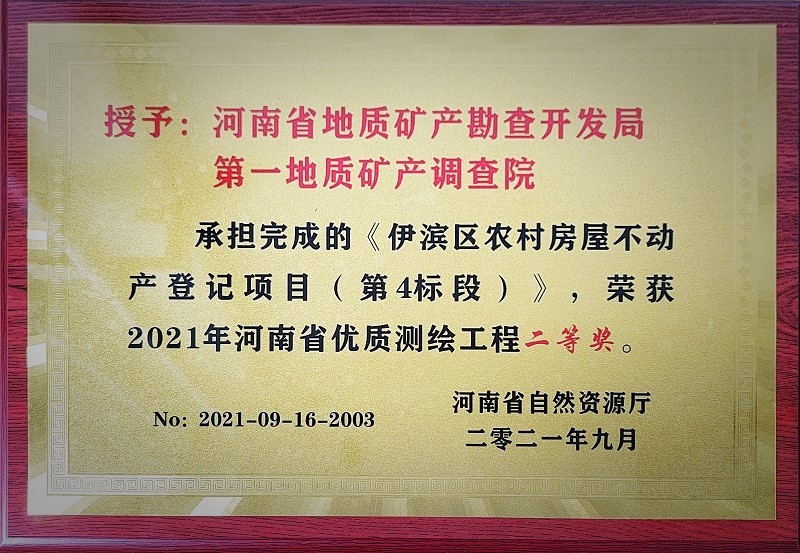 授予：河南省地质矿产勘查开发局
第一地质矿产调查院
承担完成的《伊滨区农村房屋不动
产登记项目（第4标段）》，荣获
2021年河南省优质测绘工程二等奖。
No: 2021-09-16-2003
河南省自然资源厅
二零二一年九月